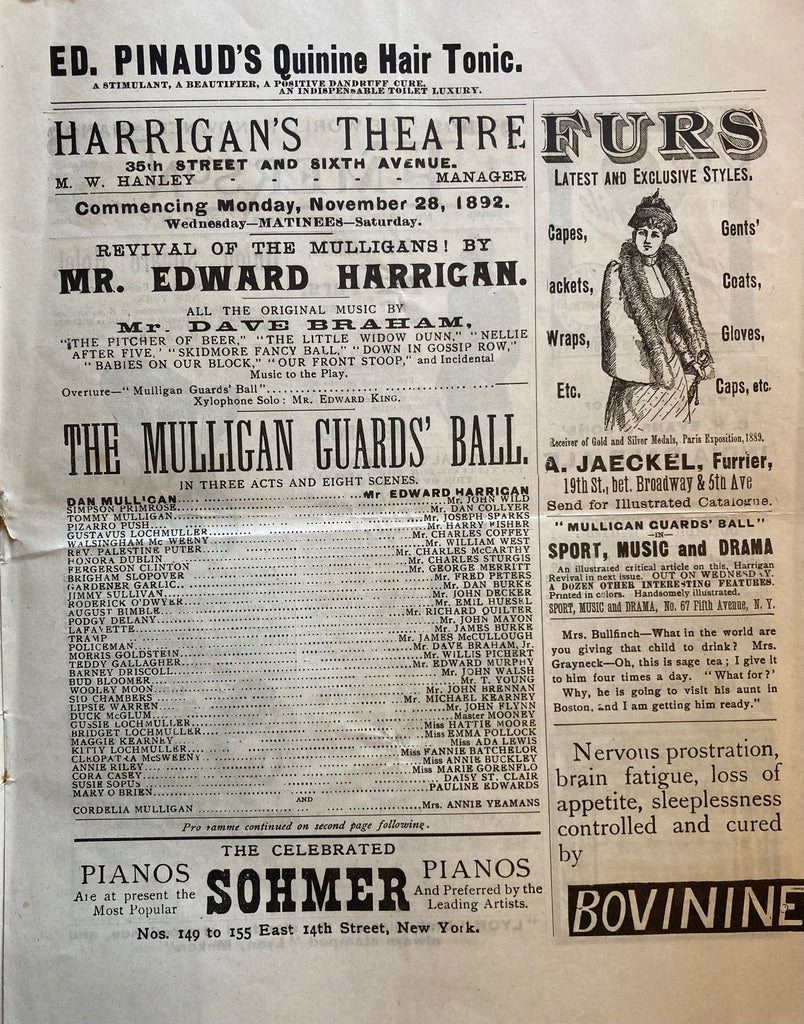 ED. PINAUD'S Quinine Hair Tonic.
A STIMULANT, A BEAUTIFIER, A POSITIVE DANDRUFF CURE.
AN INDISPENSABLE TOILET LUXURY.
HARRIGAN'S THEATRE
35th STREET AND SIXTH AVENUE.
M. W. HANLEY - - - - - MANAGER
Commencing Monday, November 28, 1892.
Wednesday—MATINEES—Saturday.
REVIVAL OF THE MULLIGANS! BY
MR. EDWARD HARRIGAN.
ALL THE ORIGINAL MUSIC BY
Mr. DAVE BRAHAM,
"THE PITCHER OF BEER," "THE LITTLE WIDOW DUNN," "NELLIE
AFTER FIVE,' "SKIDMORE FANCY BALL," "DOWN IN GOSSIP ROW,"
"BABIES ON OUR BLOCK," "OUR FRONT STOOP," and Incidental
Music to the Play.
Overture—"Mulligan Guards' Ball"
Xylophone Solo: MR. EDWARD KING.
THE MULLIGAN GUARDS' BALL.
IN THREE ACTS AND EIGHT SCENES.
DAN MULLIGAN Mr EDWARD HARRIGAN
SIMPSON PRIMROSE Mr. JOHN WILD
TOMMY MULLIGAN Mr. DAN COLLYER
PIZARRO PUSH Mr. JOSEPH SPARKS
GUSTAVUS LOCHMULLER Mr. HARRY FISHER
WALSINGHAM Mc WEENY Mr. CHARLES COFFEY
REV. PALESTINE PUTER Mr. WILLIAM WEST
HONORA DUBLIN Mr. CHARLES McCARTHY
FERGERSON CLINTON Mr. CHARLES STURGIS
BRIGHAM SLOPOVER Mr. GEORGE MERRITT
GARDENER GARLIC Mr. FRED PETERS
JIMMY SULLIVAN Mr. DAN BURKE
RODERICK O'DWYER Mr. JOHN DECKER
AUGUST BIMBLE Mr. EMIL HUESEL
PODGY DELANY Mr. RICHARD QUILTER
LAFAYETTE Mr. JOHN MAYON
TRAMP Mr. JAMES BURKE
POLICEMAN Mr. JAMES McCULLOUGH
MORRIS GOLDSTEIN Mr. DAVE BRAHAM, Jr.
TEDDY GALLAGHER Mr. WILLIS PICHERT
BARNEY DRISCOLL Mr. EDWARD MURPHY
BUD BLOOMER Mr. JOHN WALSH
WOOLEY MOON Mr. T. YOUNG
SID CHAMBERS Mr. JOHN BRENNAN
LIPSIE WARREN Mr. MICHAEL KEARNEY
DUCK McGLUM Mr. JOHN FLYNN
GUSSIE LOCHMULLER Master MOONEY
BRIDGET LOCHMULLER Miss HATTIE MOORE
MAGGIE KEARNEY Miss EMMA POLLOCK
KITTY LOCHMULLER Miss ADA LEWIS
CLEOPATRA McSWEENY Miss FANNIE BATCHELOR
ANNIE RILEY Miss ANNIE BUCKLEY
CORA CASEY Miss MARIE GORENFLO
SUSIE SOPUS DAISY ST. CLAIR
MARY O BRIEN PAULINE EDWARDS
AND
CORDELIA MULLIGAN Mrs. ANNIE YEAMANS
Pro ramme continued on second page following.
THE CELEBRATED
PIANOS
Are at present the
Most Popular
SOHMER
PIANOS
And Preferred by the
Leading Artists.
Nos. 149 to 155 East 14th Street, New York.
FURS
LATEST AND EXCLUSIVE STYLES.
Capes, Gents'
ackets, Coats,
Wraps, Gloves,
Etc. Caps, etc.
Receiver of Gold and Silver Medals, Paris Exposition, 1889.
A. JAECKEL, Furrier,
19th St., bet. Broadway & 5th Ave
Send for Illustrated Catalogue.
"MULLIGAN GUARDS' BALL"
—IN—
SPORT, MUSIC and DRAMA
An illustrated critical article on this, Harrigan
Revival in next issue. OUT ON WEDNESDAY.
A DOZEN OTHER INTERESTING FEATURES.
Printed in colors. Handsomely illustrated.
SPORT, MUSIC and DRAMA, No. 67 Fifth Avenue, N. Y.
Mrs. Bullfinch—What in the world are
you giving that child to drink? Mrs.
Grayneck—Oh, this is sage tea; I give it
to him four times a day. "What for?'
Why, he is going to visit his aunt in
Boston, and I am getting him ready."
Nervous prostration,
brain fatigue, loss of
appetite, sleeplessness
controlled and cured
by
BOVININE